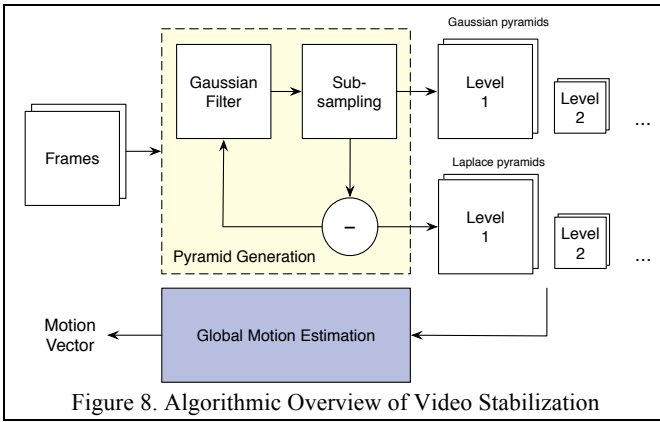 Gaussian pyramids
Gaussian
Filter
Sub-
sampling
Level
1
Level
2
...
Frames
Laplace pyramids
–
Level
1
Level
2
...
Pyramid Generation
Motion
Vector
Global Motion Estimation
Figure 8. Algorithmic Overview of Video Stabilization